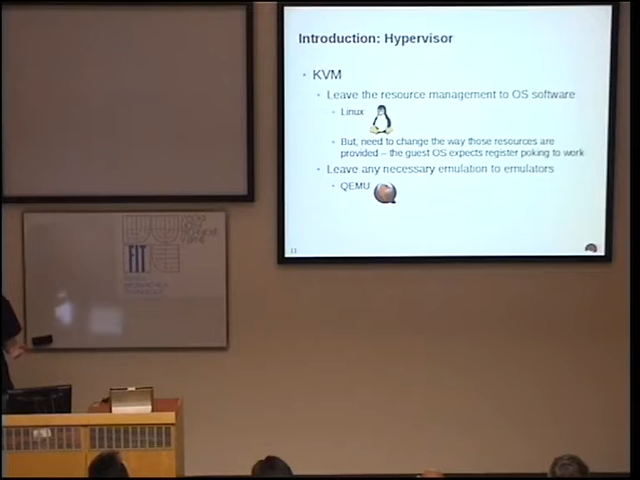 Introduction: Hypervisor
KVM
Leave the resource management to OS software
Linux
But, need to change the way those resources are
provided – the guest OS expects register poking to work
Leave any necessary emulation to emulators
QEMU
11
FIT